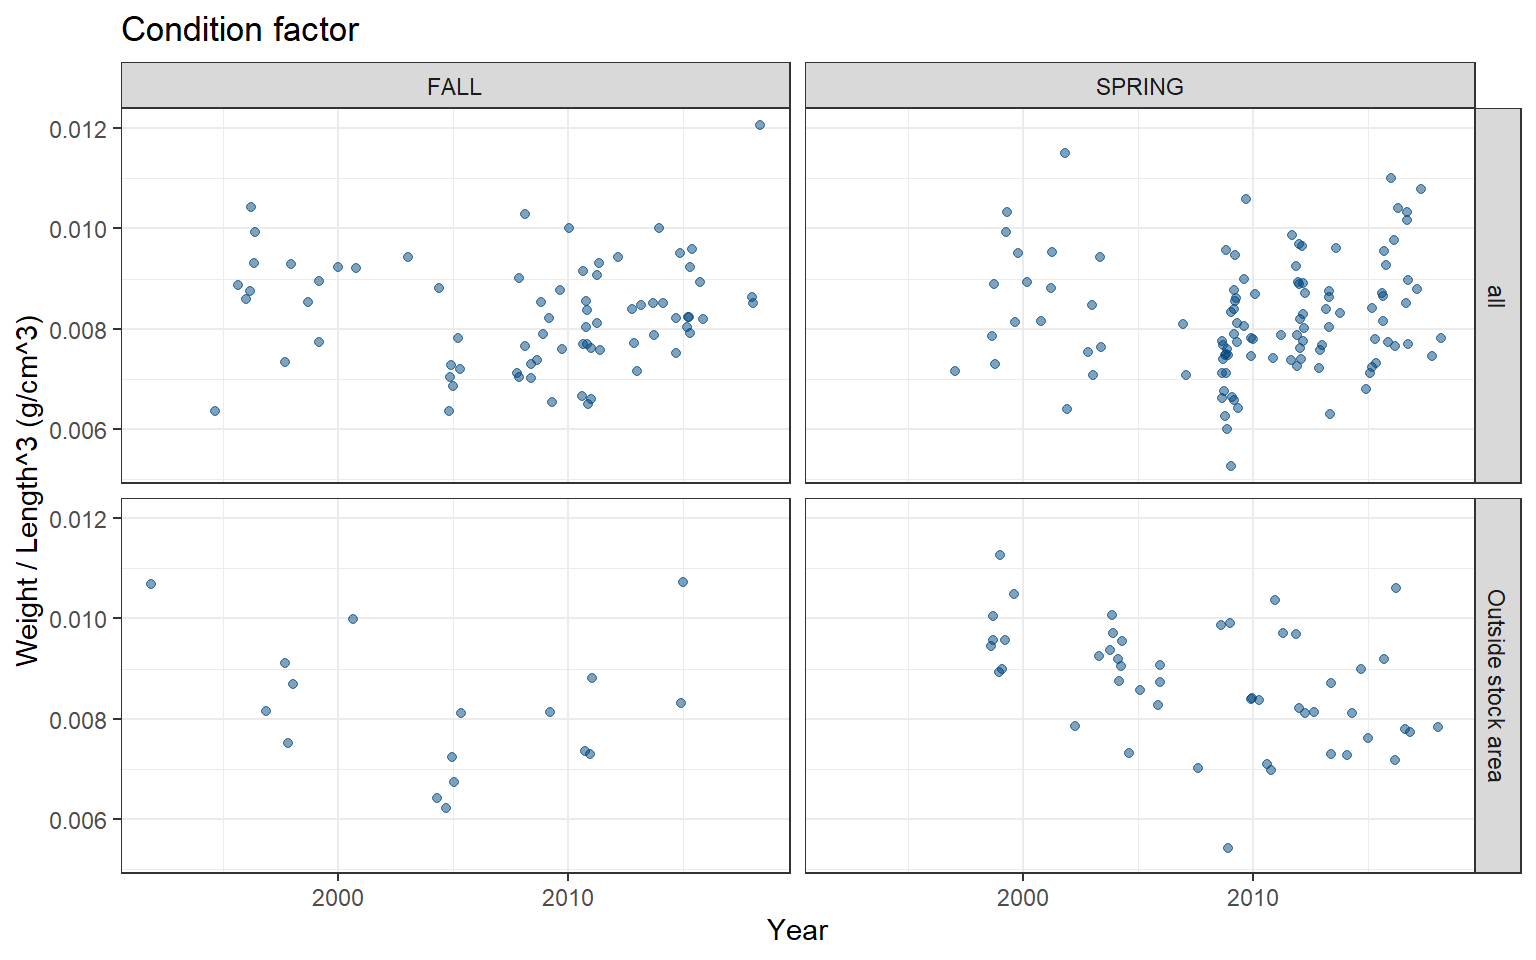 Condition factor
FALL
SPRING
0.012
0.010
0.008
0.006
all
0.012
0.010
0.008
0.006
Outside stock area
Weight / Length^3 (g/cm^3)
2000
2010
2000
2010
Year